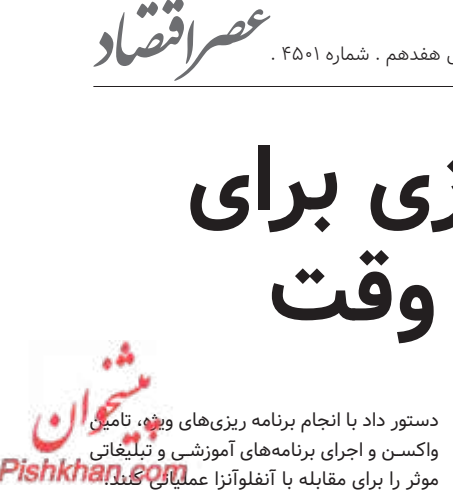 عصر اقتصاد
هفدهم . شماره ۴۵۰۱ .
برای
وقت
دستور داد با انجام برنامه ریزی‌های ویژه، تامین
واکسن و اجرای برنامه‌های آموزشی و تبلیغاتی
موثر را برای مقابله با آنفلوآنزا عملیاتی کنند.
پیشخوان
Pishkhan.com